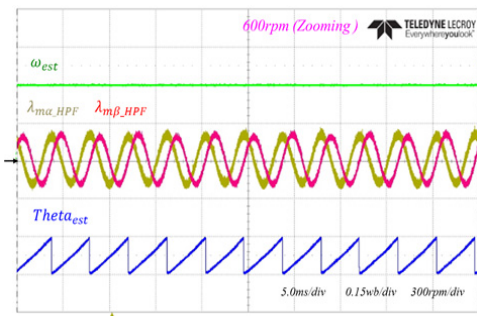 600rpm (Zooming) TELEDYNE LECROY
Everywhereyoulook
ω_est
λ_mα_HPF λ_mβ_HPF
Theta_est
5.0ms/div 0.15wb/div 300rpm/div